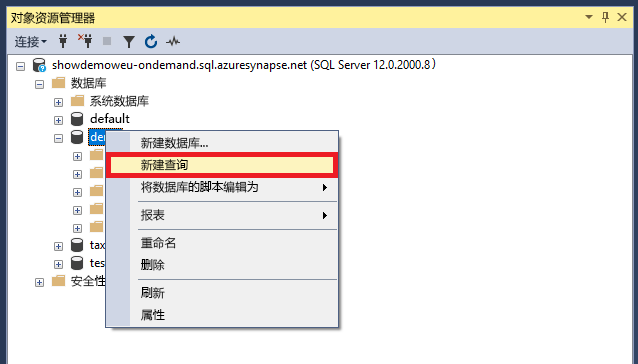 对象资源管理器
连接
showdemoweu-ondemand.sql.azuresynapse.net (SQL Server 12.0.2000.8)
数据库
系统数据库
default
新建数据库...
新建查询
将数据库的脚本编辑为
报表
重命名
tax
删除
tes
安全性
刷新
属性